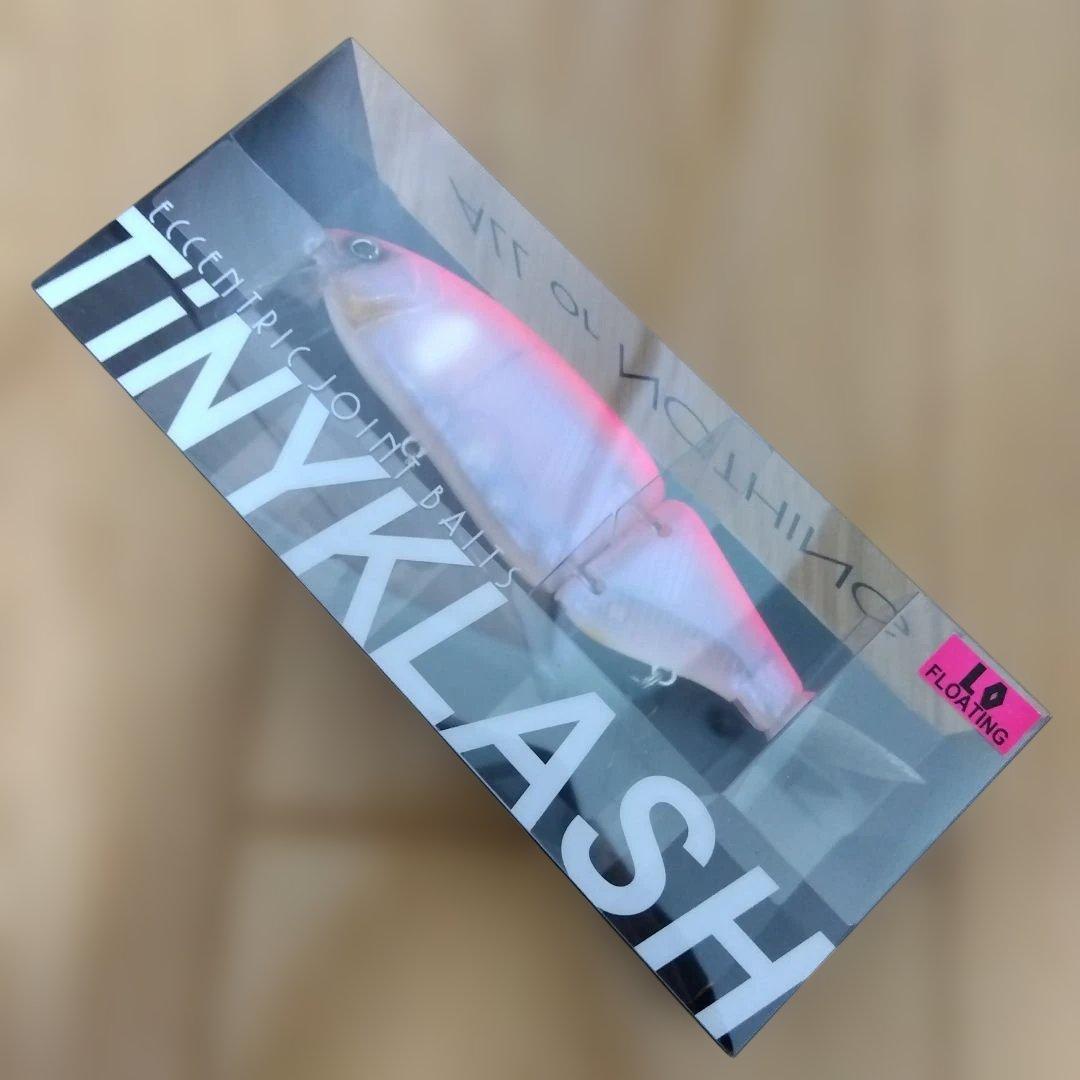 ECCENTRIC JOINT BAITS
TiNYKLASH
ALL or NOTHING
LO
FLOATING